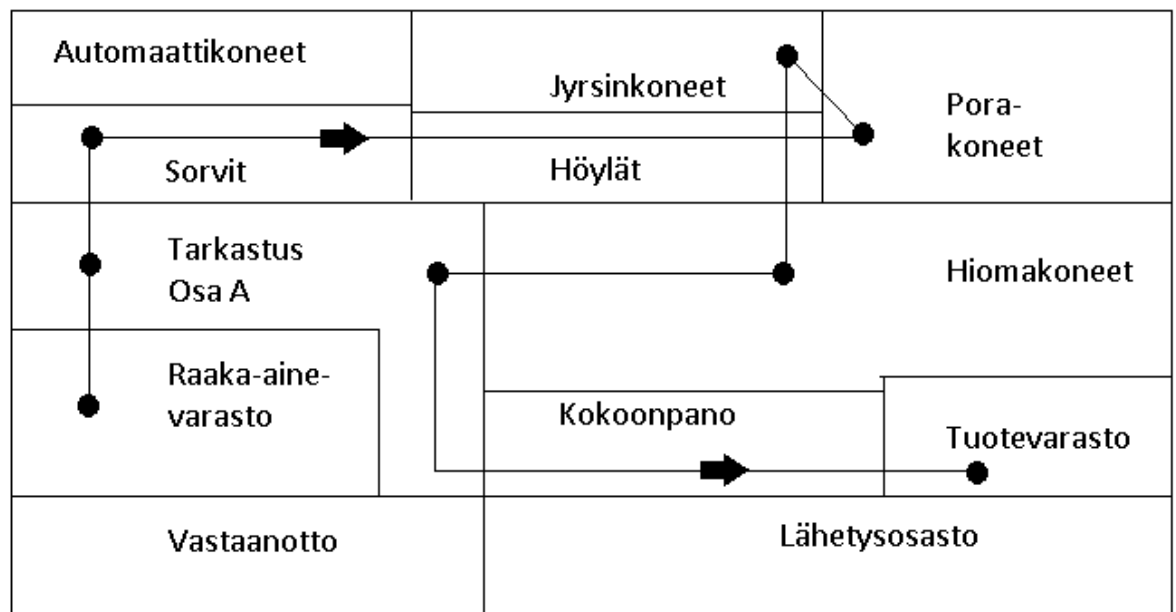 Automaattikoneet
Jyrsinkoneet
Pora-
koneet
Sorvit
Höylät
Tarkastus
Osa A
Hiomakoneet
Raaka-aine-
varasto
Kokoonpano
Tuotevarasto
Vastaanotto
Lähetysosasto